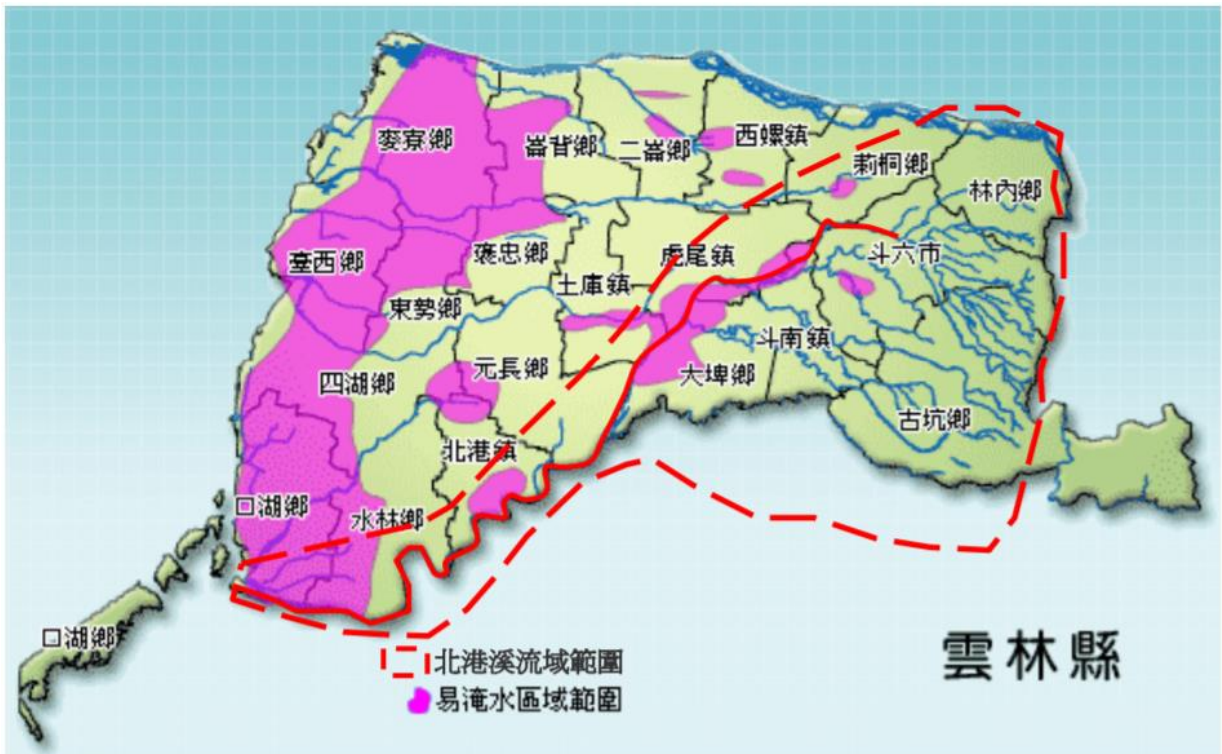 麥寮鄉
崙背鄉
二崙鄉
西螺鎮
莿桐鄉
林內鄉
臺西鄉
褒忠鄉
虎尾鎮
斗六市
東勢鄉
土庫鎮
斗南鎮
四湖鄉
元長鄉
大埤鄉
古坑鄉
北港鎮
口湖鄉
水林鄉
口湖鄉
雲林縣
北港溪流域範圍
易淹水區域範圍